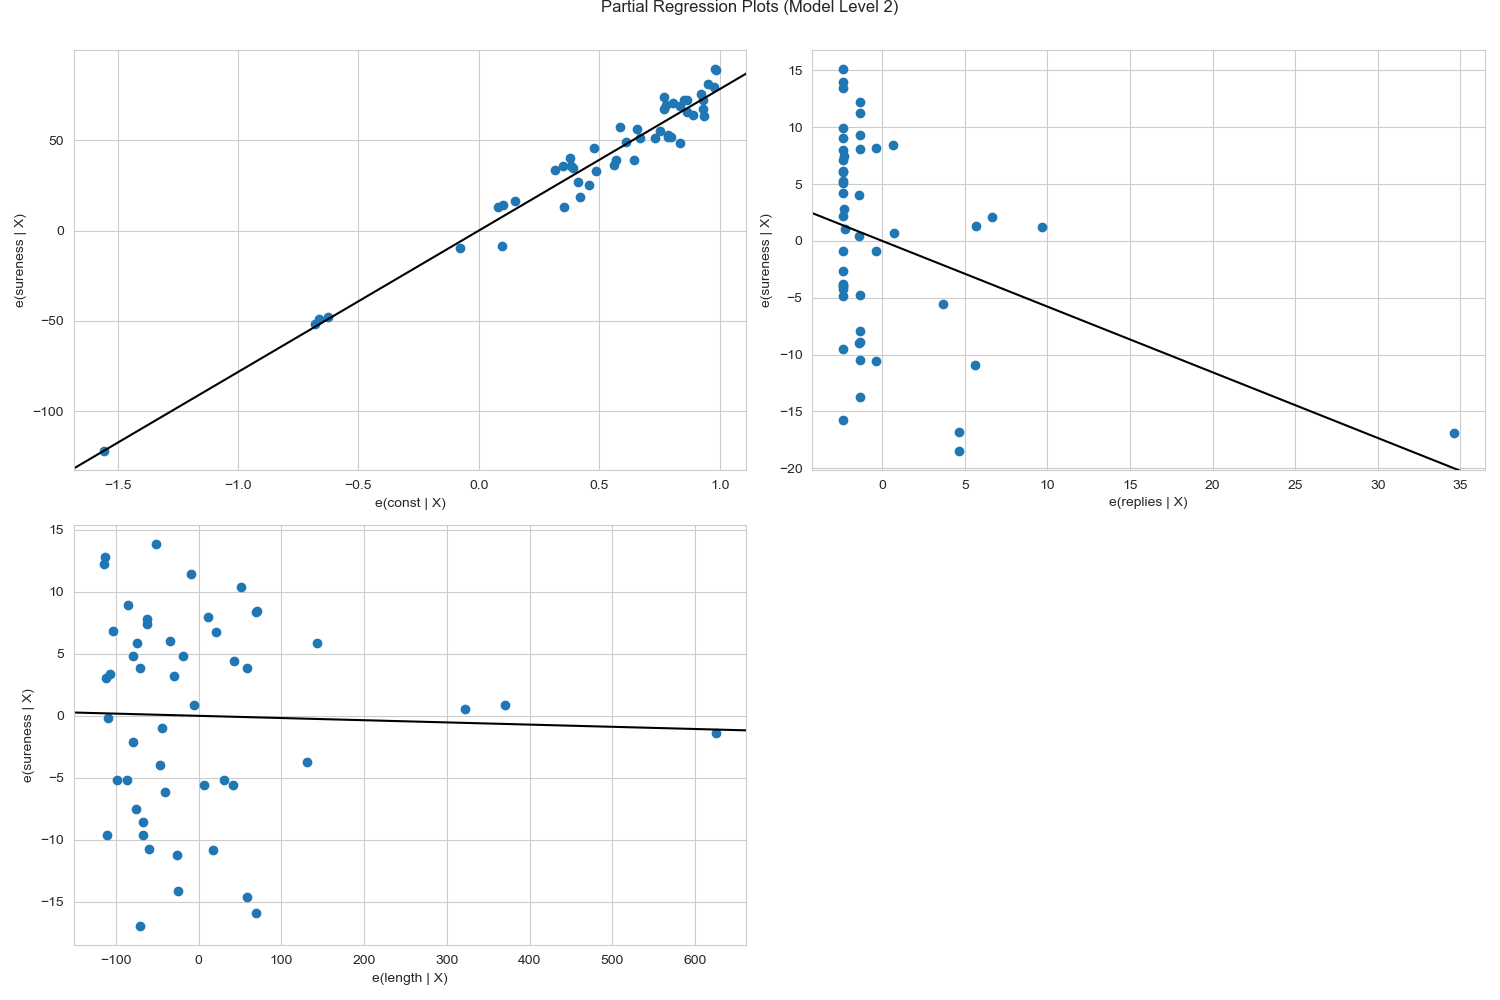 Partial Regression Plots (Model Level 2)
e(sureness | X)
50
0
−50
−100
−1.5 −1.0 −0.5 0.0 0.5 1.0
e(const | X)
e(sureness | X)
15
10
5
0
−5
−10
−15
−20
0 5 10 15 20 25 30 35
e(replies | X)
e(sureness | X)
15
10
5
0
−5
−10
−15
−100 0 100 200 300 400 500 600
e(length | X)